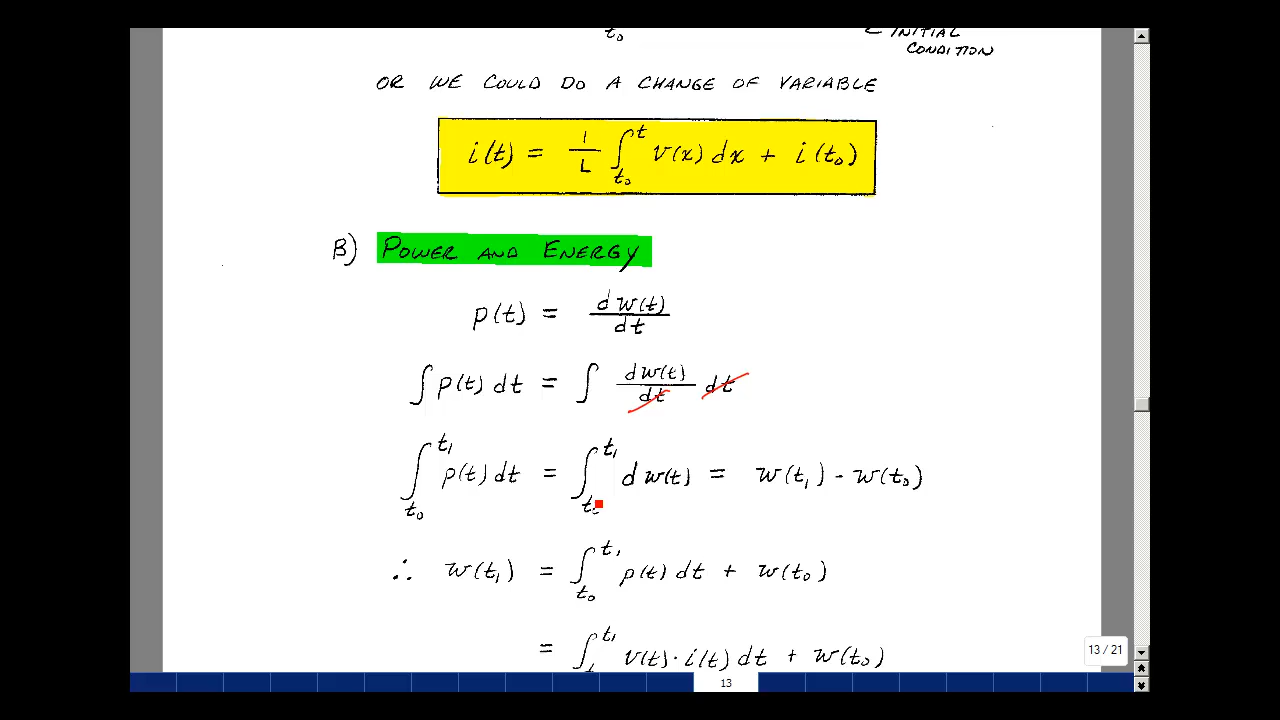 t₀ INITIAL
CONDITION
OR WE COULD DO A CHANGE OF VARIABLE
i(t) = 1/L ∫_{t₀}^{t} v(x) dx + i(t₀)
B) POWER AND ENERGY
p(t) = dw(t)/dt
∫ p(t) dt = ∫ dw(t)/dt dt
∫_{t₀}^{t₁} p(t) dt = ∫_{t₀}^{t₁} dw(t) = w(t₁) - w(t₀)
∴ w(t₁) = ∫_{t₀}^{t₁} p(t) dt + w(t₀)
= ∫^{t₁} v(t) · i(t) dt + w(t₀)
13 / 21
13